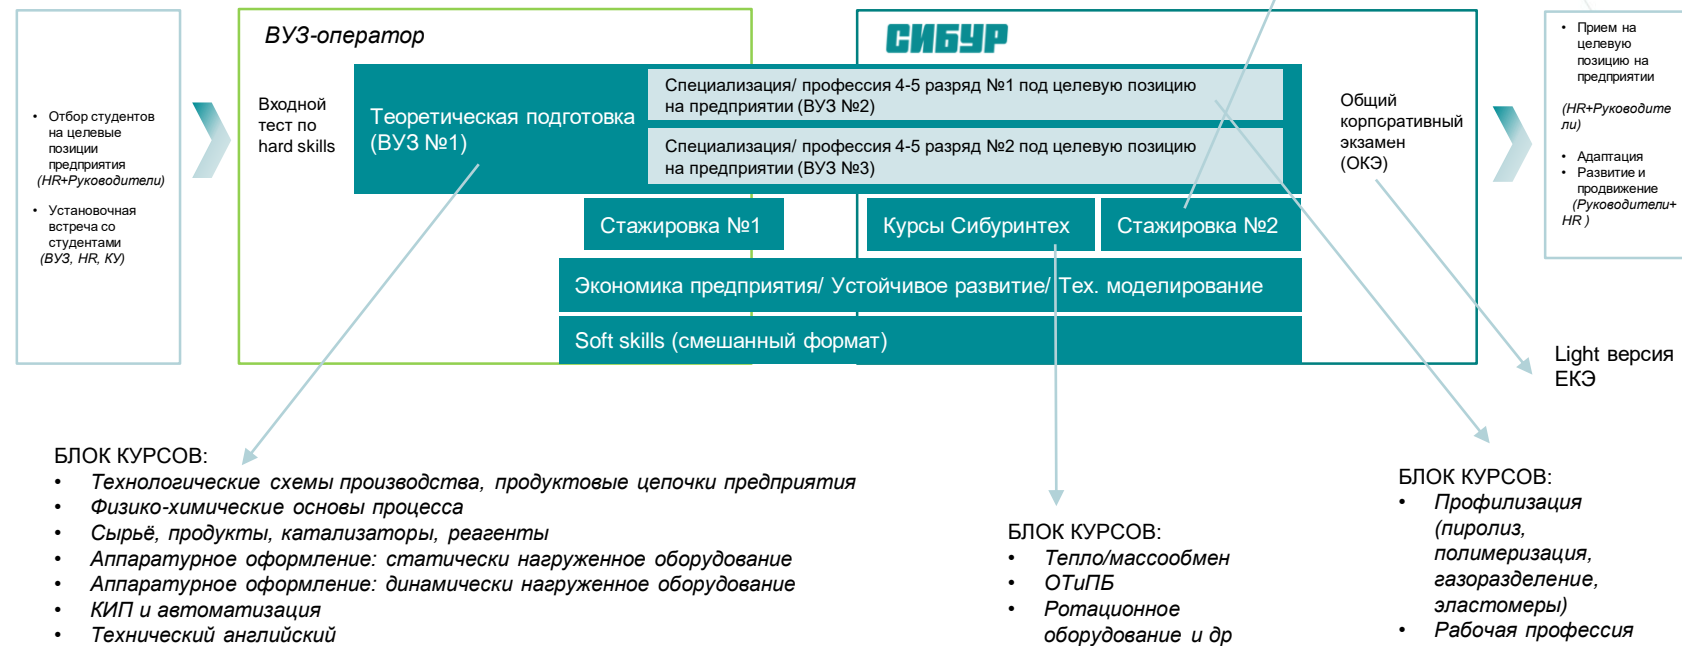 • Отбор студентов
на целевые
позиции
предприятия
(HR+Руководители)
• Установочная
встреча со
студентами
(ВУЗ, HR, КУ)
ВУЗ-оператор
Входной
тест по
hard skills
Теоретическая подготовка
(ВУЗ №1)
СИБУР
Специализация/ профессия 4-5 разряд №1 под целевую позицию
на предприятии (ВУЗ №2)
Специализация/ профессия 4-5 разряд №2 под целевую позицию
на предприятии (ВУЗ №3)
Стажировка №1
Курсы Сибуринтех
Стажировка №2
Экономика предприятия/ Устойчивое развитие/ Тех. моделирование
Soft skills (смешанный формат)
Общий
корпоративный
экзамен
(ОКЭ)
• Прием на
целевую
позицию на
предприятии
(HR+Руководите
ли)
• Адаптация
• Развитие и
продвижение
(Руководители+
HR )
Light версия
ЕКЭ
БЛОК КУРСОВ:
• Технологические схемы производства, продуктовые цепочки предприятия
• Физико-химические основы процесса
• Сырьё, продукты, катализаторы, реагенты
• Аппаратурное оформление: статически нагруженное оборудование
• Аппаратурное оформление: динамически нагруженное оборудование
• КИП и автоматизация
• Технический английский
БЛОК КУРСОВ:
• Тепло/массообмен
• ОТиПБ
• Ротационное
оборудование и др
БЛОК КУРСОВ:
• Профилизация
(пиролиз,
полимеризация,
газоразделение,
эластомеры)
• Рабочая профессия